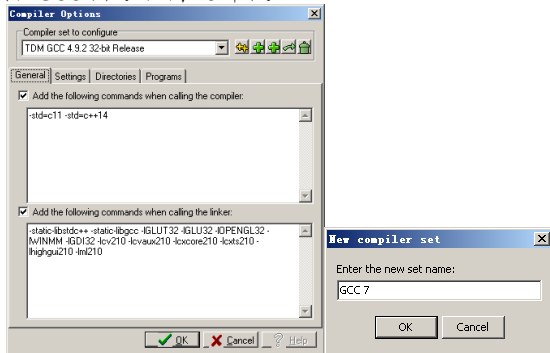 Compiler Options
Compiler set to configure
TDM GCC 4.9.2 32-bit Release
General Settings Directories Programs
Add the following commands when calling the compiler:
-std=c11 -std=c++14
Add the following commands when calling the linker:
-static-libstdc++ -static-libgcc -lGLUT32 -lGLU32 -lOPENGL32 -
lWINMM -lGDI32 -lcv210 -lcvaux210 -lcxcore210 -lcxts210 -
lhighgui210 -lml210
OK Cancel Help
New compiler set
Enter the new set name:
GCC 7
OK Cancel